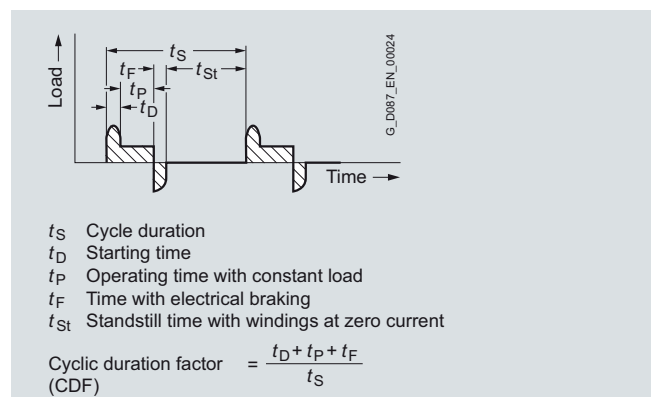 Load
tS
tF
tSt
tP
tD
Time
G_D087_EN_00024
tS Cycle duration
tD Starting time
tP Operating time with constant load
tF Time with electrical braking
tSt Standstill time with windings at zero current
Cyclic duration factor = tD + tP + tF
(CDF) tS